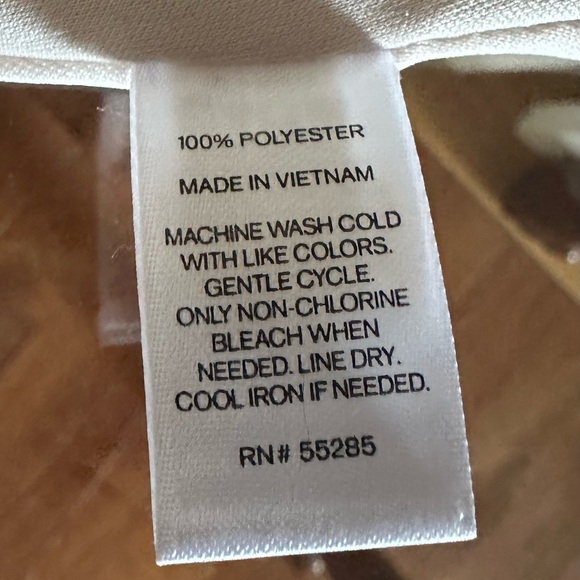 100% POLYESTER
MADE IN VIETNAM
MACHINE WASH COLD
WITH LIKE COLORS.
GENTLE CYCLE.
ONLY NON-CHLORINE
BLEACH WHEN
NEEDED. LINE DRY.
COOL IRON IF NEEDED.
RN# 55285